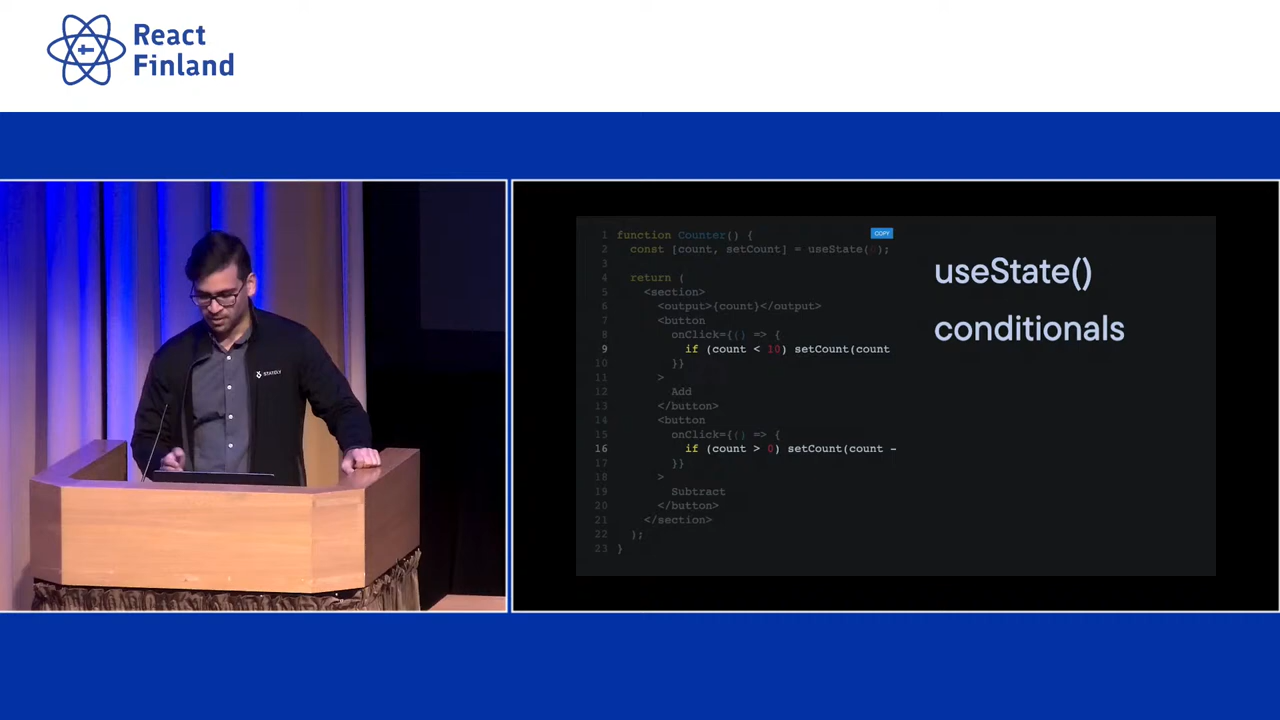 React
Finland
STATELY
COPY
1 function Counter() {
2 const [count, setCount] = useState(0);
3
4 return (
5 <section>
6 <output>{count}</output>
7 <button
8 onClick={() => {
9 if (count < 10) setCount(count
10 }}
11 >
12 Add
13 </button>
14 <button
15 onClick={() => {
16 if (count > 0) setCount(count -
17 }}
18 >
19 Subtract
20 </button>
21 </section>
22 );
23 }
useState()
conditionals